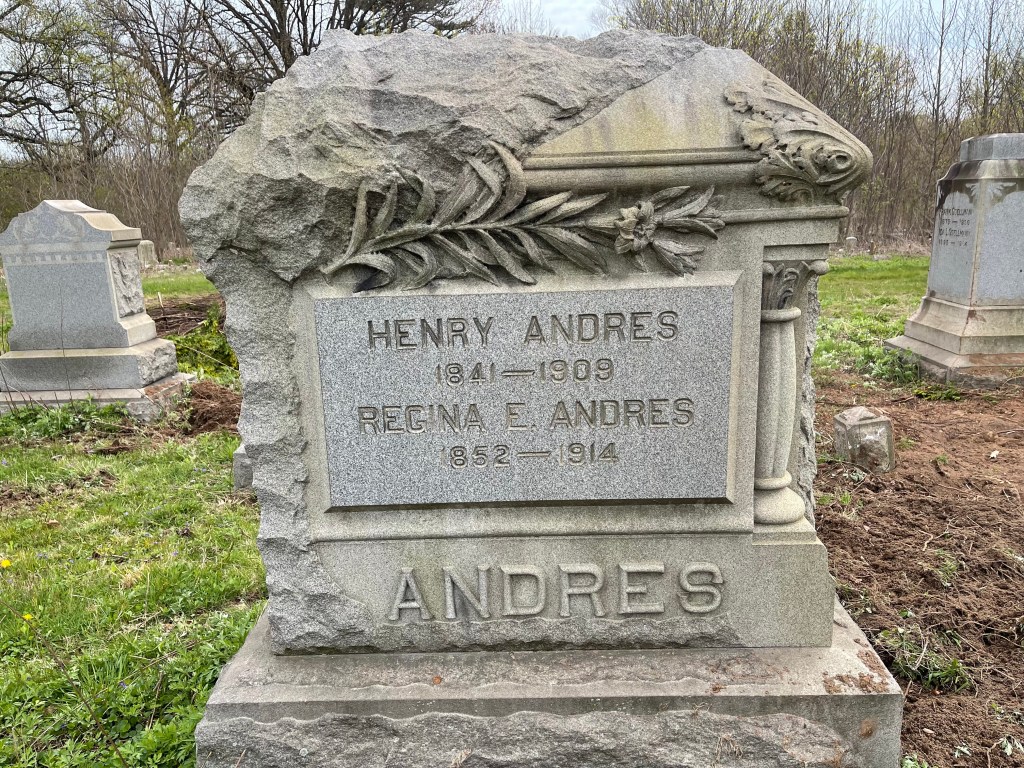 HENRY ANDRES
1841—1909
REGINA E. ANDRES
1852—1914
ANDRES